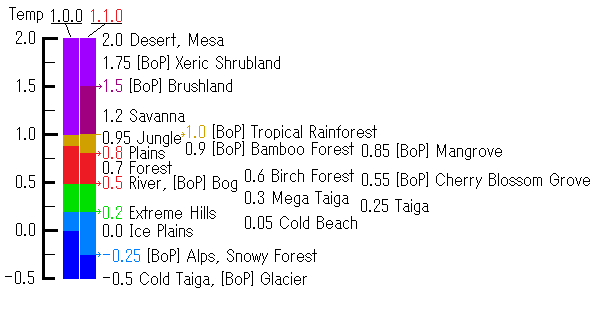 Temp 1.0.0 1.1.0
2.0 2.0 Desert, Mesa
1.75 [BoP] Xeric Shrubland
1.5 →1.5 [BoP] Brushland
1.2 Savanna
1.0 →1.0 [BoP] Tropical Rainforest
0.95 Jungle
0.9 [BoP] Bamboo Forest 0.85 [BoP] Mangrove
→0.8 Plains
0.7 Forest
0.6 Birch Forest 0.55 [BoP] Cherry Blossom Grove
0.5 →0.5 River, [BoP] Bog
0.3 Mega Taiga 0.25 Taiga
→0.2 Extreme Hills
0.05 Cold Beach
0.0 0.0 Ice Plains
→-0.25 [BoP] Alps, Snowy Forest
-0.5 -0.5 Cold Taiga, [BoP] Glacier